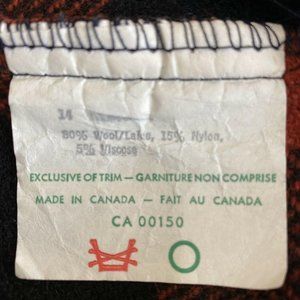 14
80% Wool/Laine, 15% Nylon,
5% Viscose
EXCLUSIVE OF TRIM — GARNITURE NON COMPRISE
MADE IN CANADA — FAIT AU CANADA
CA 00150